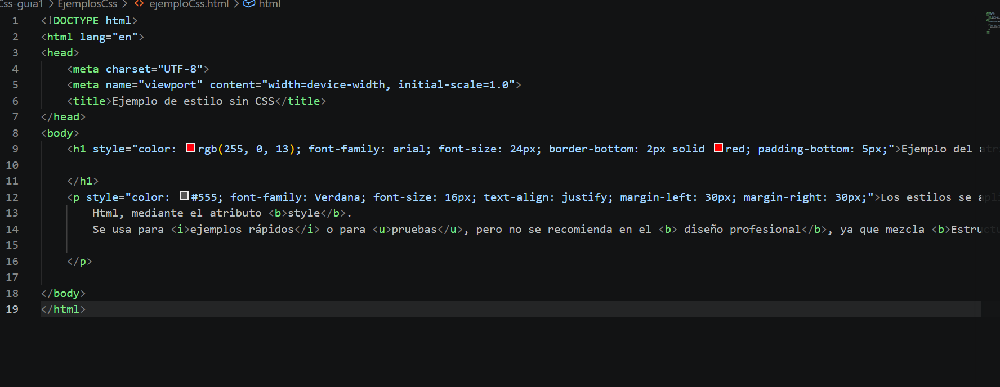 Css-guia1 > EjemplosCss > <> ejemploCss.html > html
1 <!DOCTYPE html>
2 <html lang="en">
3 <head>
4 <meta charset="UTF-8">
5 <meta name="viewport" content="width=device-width, initial-scale=1.0">
6 <title>Ejemplo de estilo sin CSS</title>
7 </head>
8 <body>
9 <h1 style="color: rgb(255, 0, 13); font-family: arial; font-size: 24px; border-bottom: 2px solid red; padding-bottom: 5px;">Ejemplo del
10
11 </h1>
12 <p style="color: #555; font-family: Verdana; font-size: 16px; text-align: justify; margin-left: 30px; margin-right: 30px;">Los estilos se
13 Html, mediante el atributo <b>style</b>.
14 Se usa para <i>ejemplos rápidos</i> o para <u>pruebas</u>, pero no se recomienda en el <b> diseño profesional</b>, ya que mezcla <b>
15
16 </p>
17
18 </body>
19 </html>